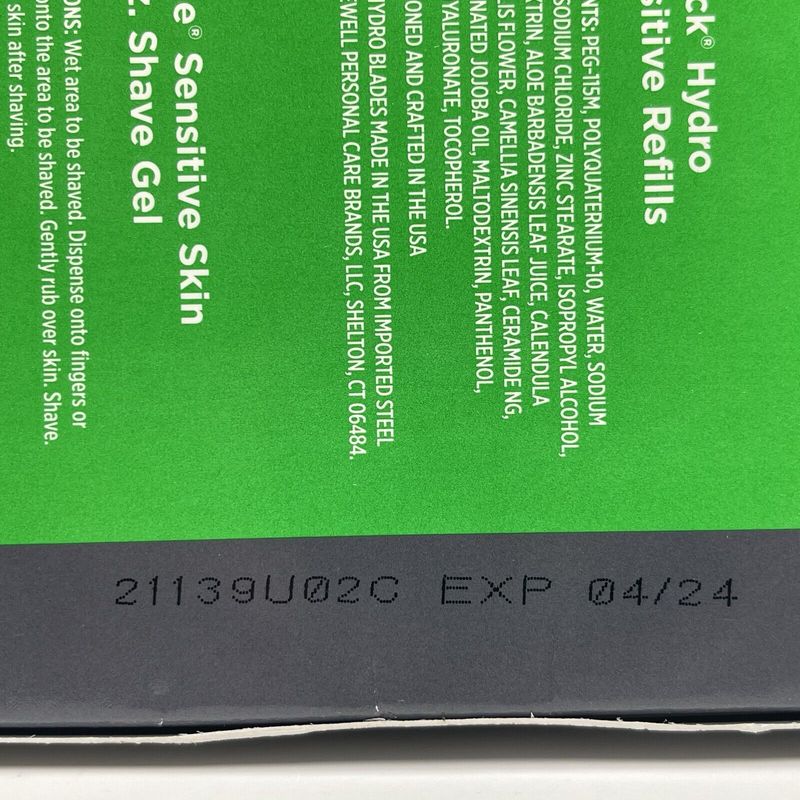 ck® Hydro
sitive Refills
NTS: PEG-115M, POLYQUATERNIUM-10, WATER, SODIUM
SODIUM CHLORIDE, ZINC STEARATE, ISOPROPYL ALCOHOL,
XTRIN, ALOE BARBADENSIS LEAF JUICE, CALENDULA
LIS FLOWER, CAMELLIA SINENSIS LEAF, CERAMIDE NG,
NATED JOJOBA OIL, MALTODEXTRIN, PANTHENOL,
YALURONATE, TOCOPHEROL.
ONED AND CRAFTED IN THE USA
HYDRO BLADES MADE IN THE USA FROM IMPORTED STEEL
EWELL PERSONAL CARE BRANDS, LLC, SHELTON, CT 06484.
e® Sensitive Skin
z. Shave Gel
ONS: Wet area to be shaved. Dispense onto fingers or
onto the area to be shaved. Gently rub over skin. Shave.
skin after shaving.
21139U02C EXP 04/24